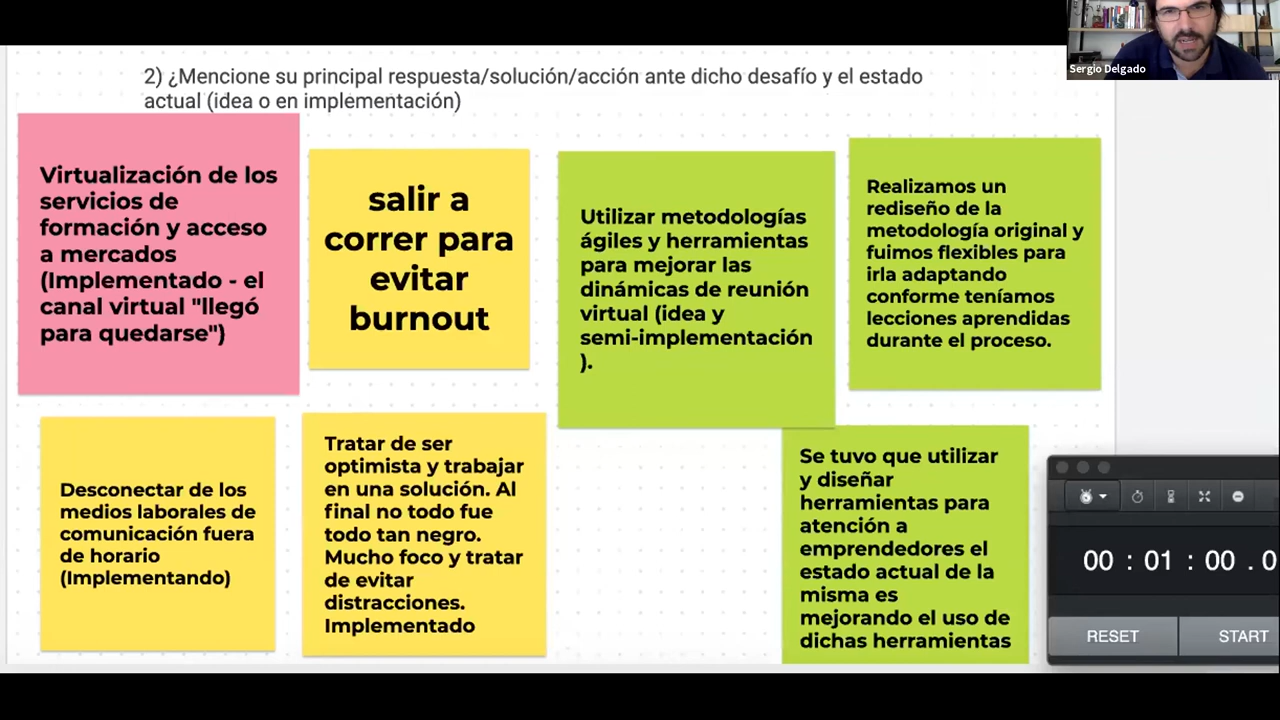 Sergio Delgado
2) ¿Mencione su principal respuesta/solución/acción ante dicho desafío y el estado
actual (idea o en implementación)
Virtualización de los
servicios de
formación y acceso
a mercados
(Implementado - el
canal virtual "llegó
para quedarse")
salir a
correr para
evitar
burnout
Utilizar metodologías
ágiles y herramientas
para mejorar las
dinámicas de reunión
virtual (idea y
semi-implementación
).
Realizamos un
rediseño de la
metodología original y
fuimos flexibles para
irla adaptando
conforme teníamos
lecciones aprendidas
durante el proceso.
Desconectar de los
medios laborales de
comunicación fuera
de horario
(Implementando)
Tratar de ser
optimista y trabajar
en una solución. Al
final no todo fue
todo tan negro.
Mucho foco y tratar
de evitar
distracciones.
Implementado
Se tuvo que utilizar
y diseñar
herramientas para
atención a
emprendedores el
estado actual de la
misma es
mejorando el uso de
dichas herramientas
00 : 01 : 00 . 0
RESET
START